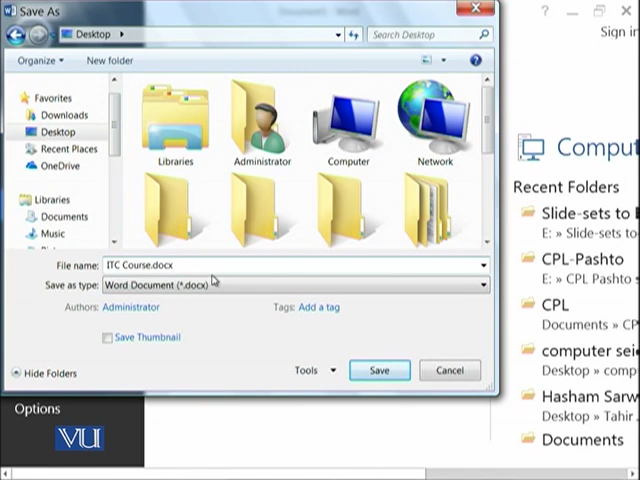 Save As
Desktop
Search Desktop
Organize
New folder
Sign in
Favorites
Downloads
Desktop
Recent Places
OneDrive
Libraries
Documents
Music
Libraries
Administrator
Computer
Network
File name:
ITC Course.docx
Save as type:
Word Document (*.docx)
Authors:
Administrator
Tags:
Add a tag
Save Thumbnail
Hide Folders
Tools
Save
Cancel
Options
VU
Comput
Recent Folders
Slide-sets to
E: » Slide-sets to
CPL-Pashto
E: » CPL Pashto
CPL
Documents » CP
computer sei
Desktop » comp
Hasham Sarw
Desktop » Tahir
Documents